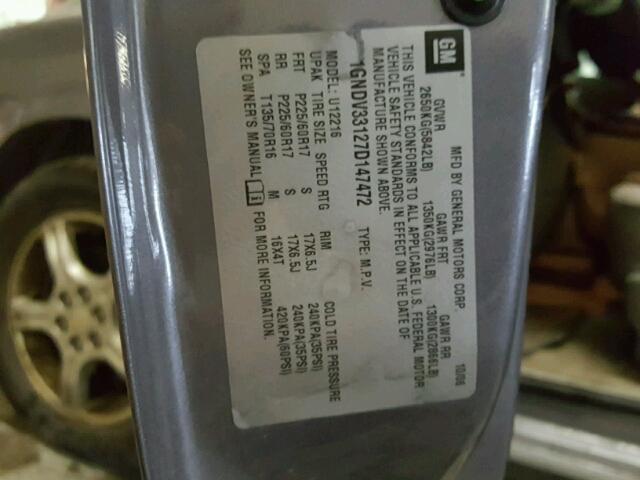 GM
MFD BY GENERAL MOTORS CORP. 10/06
GVWR GAWR FRT GAWR RR
2650KG(5842LB) 1350KG(2976LB) 1300KG(2866LB)
THIS VEHICLE CONFORMS TO ALL APPLICABLE U.S. FEDERAL MOTOR
VEHICLE SAFETY STANDARDS IN EFFECT ON THE DATE OF
MANUFACTURE SHOWN ABOVE.
1GNDV33127D147472 TYPE: M.P.V.
MODEL: U12216
UPAK TIRE SIZE SPEED RTG RIM COLD TIRE PRESSURE
FRT P225/60R17 S 17X6.5J 240KPA(35PSI)
RR P225/60R17 S 17X6.5J 240KPA(35PSI)
SPA T135/70R16 M 16X4T 420KPA(60PSI)
SEE OWNER'S MANUAL i FOR MORE INFORMATION.